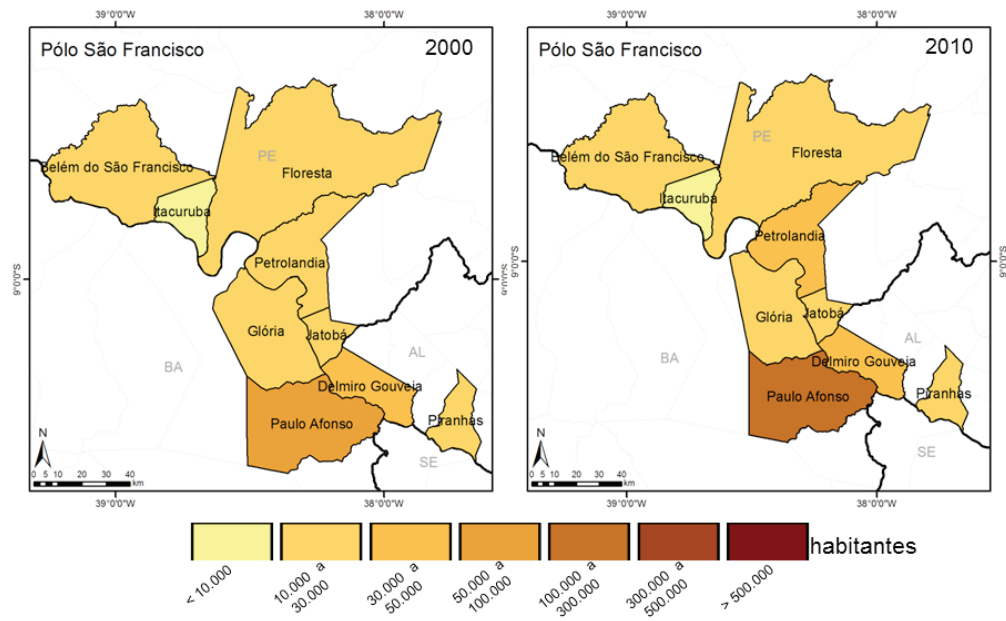 39°0'0"W
38°0'0"W
Pólo São Francisco
2000
PE
Belém do São Francisco
Floresta
Itacuruba
Petrolandia
9°0'0"S
Glória
Jatobá
AL
BA
Delmiro Gouveia
Paulo Afonso
Piranhas
SE
N
0 5 10 20 30 40
km
39°0'0"W
38°0'0"W
39°0'0"W
38°0'0"W
Pólo São Francisco
2010
PE
Belém do São Francisco
Floresta
Itacuruba
Petrolandia
9°0'0"S
Glória
Jatobá
AL
BA
Delmiro Gouveia
Paulo Afonso
Piranhas
SE
N
0 5 10 20 30 40
km
39°0'0"W
38°0'0"W
habitantes
< 10.000
10.000 a
30.000
30.000 a
50.000
50.000 a
100.000
100.000 a
300.000
300.000 a
500.000
> 500.000